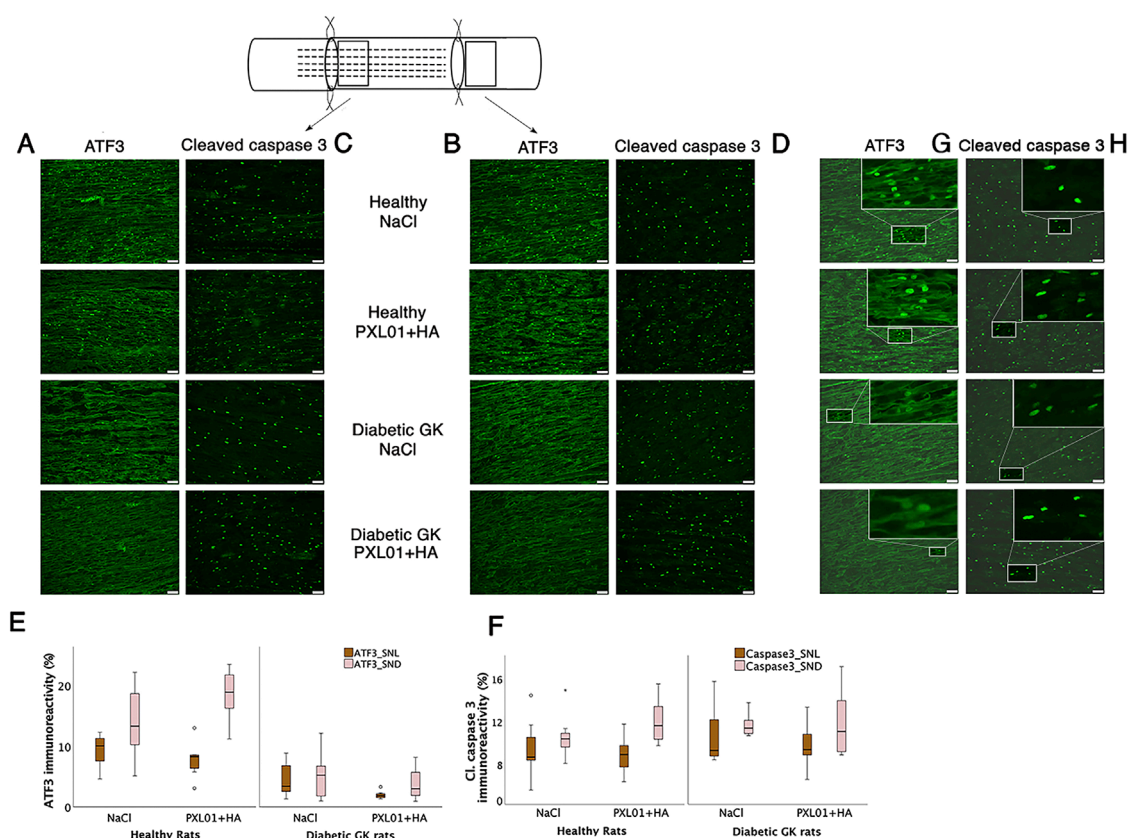 A ATF3 Cleaved caspase 3 C B ATF3 Cleaved caspase 3 D ATF3 G Cleaved caspase 3 H
Healthy
NaCl
Healthy
PXL01+HA
Diabetic GK
NaCl
Diabetic GK
PXL01+HA
E
ATF3 immunoreactivity (%)
20
10
0
ATF3_SNL
ATF3_SND
NaCl PXL01+HA NaCl PXL01+HA
Healthy Rats Diabetic GK rats
F
Cl. caspase 3
immunoreactivity (%)
16
12
8
0
Caspase3_SNL
Caspase3_SND
NaCl PXL01+HA NaCl PXL01+HA
Healthy Rats Diabetic GK rats